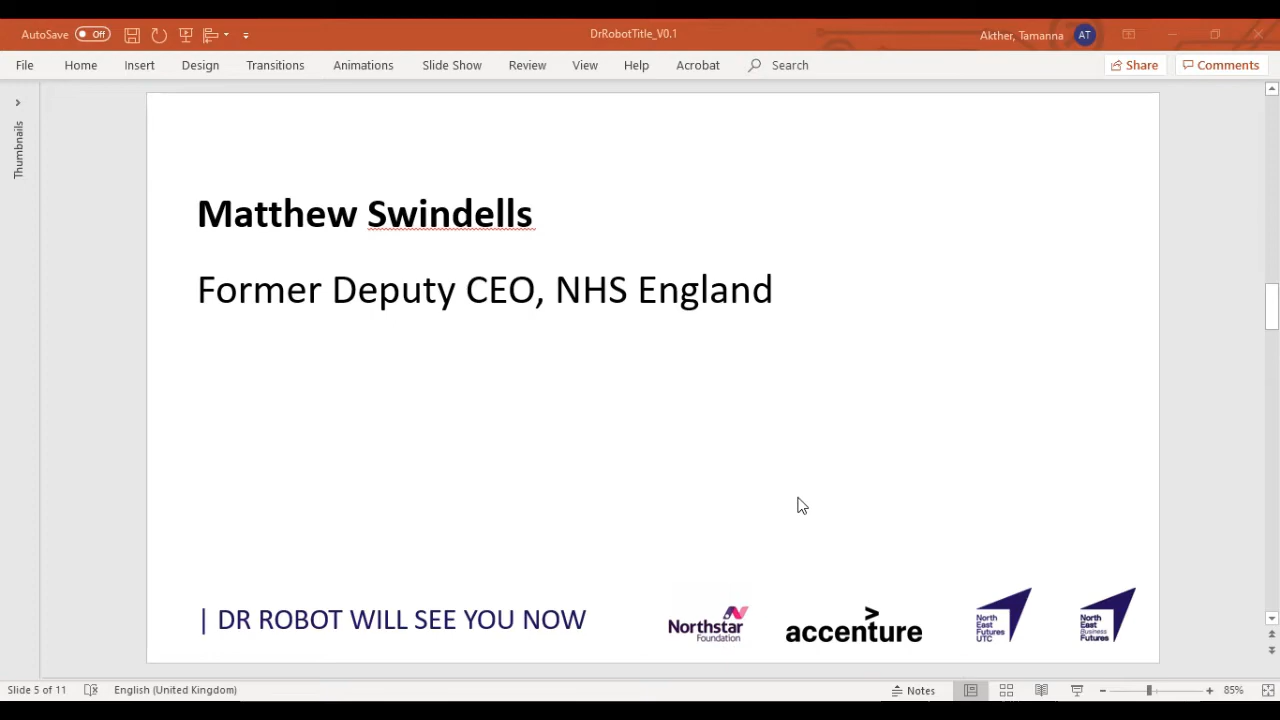 AutoSave Off DrRobotTitle_V0.1 Akther, Tamanna AT
File Home Insert Design Transitions Animations Slide Show Review View Help Acrobat Search Share Comments
Thumbnails
Matthew Swindells
Former Deputy CEO, NHS England
| DR ROBOT WILL SEE YOU NOW
Northstar
Foundation
accenture
North
East
Futures
UTC
North
East
Business
Futures
Slide 5 of 11 English (United Kingdom) Notes 85%